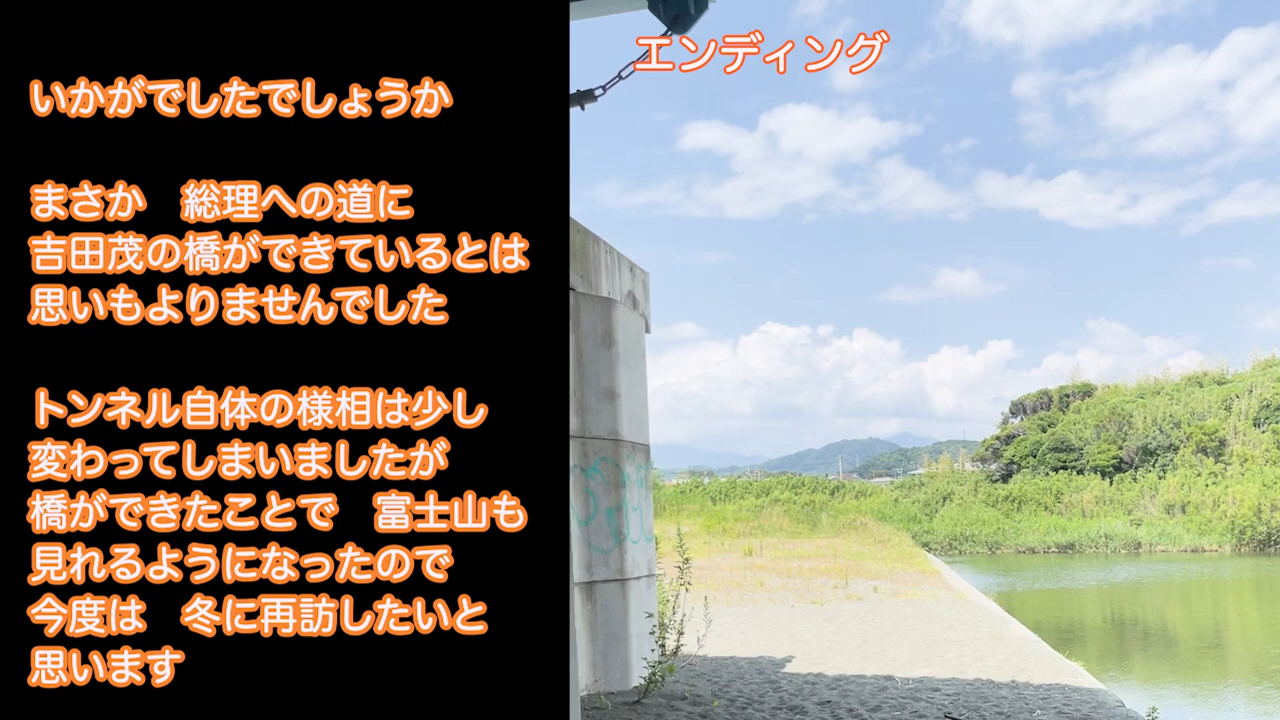 エンディング
いかがでしたでしょうか
まさか　総理への道に
吉田茂の橋ができているとは
思いもよりませんでした
トンネル自体の様相は少し
変わってしまいましたが
橋ができたことで　富士山も
見れるようになったので
今度は　冬に再訪したいと
思います